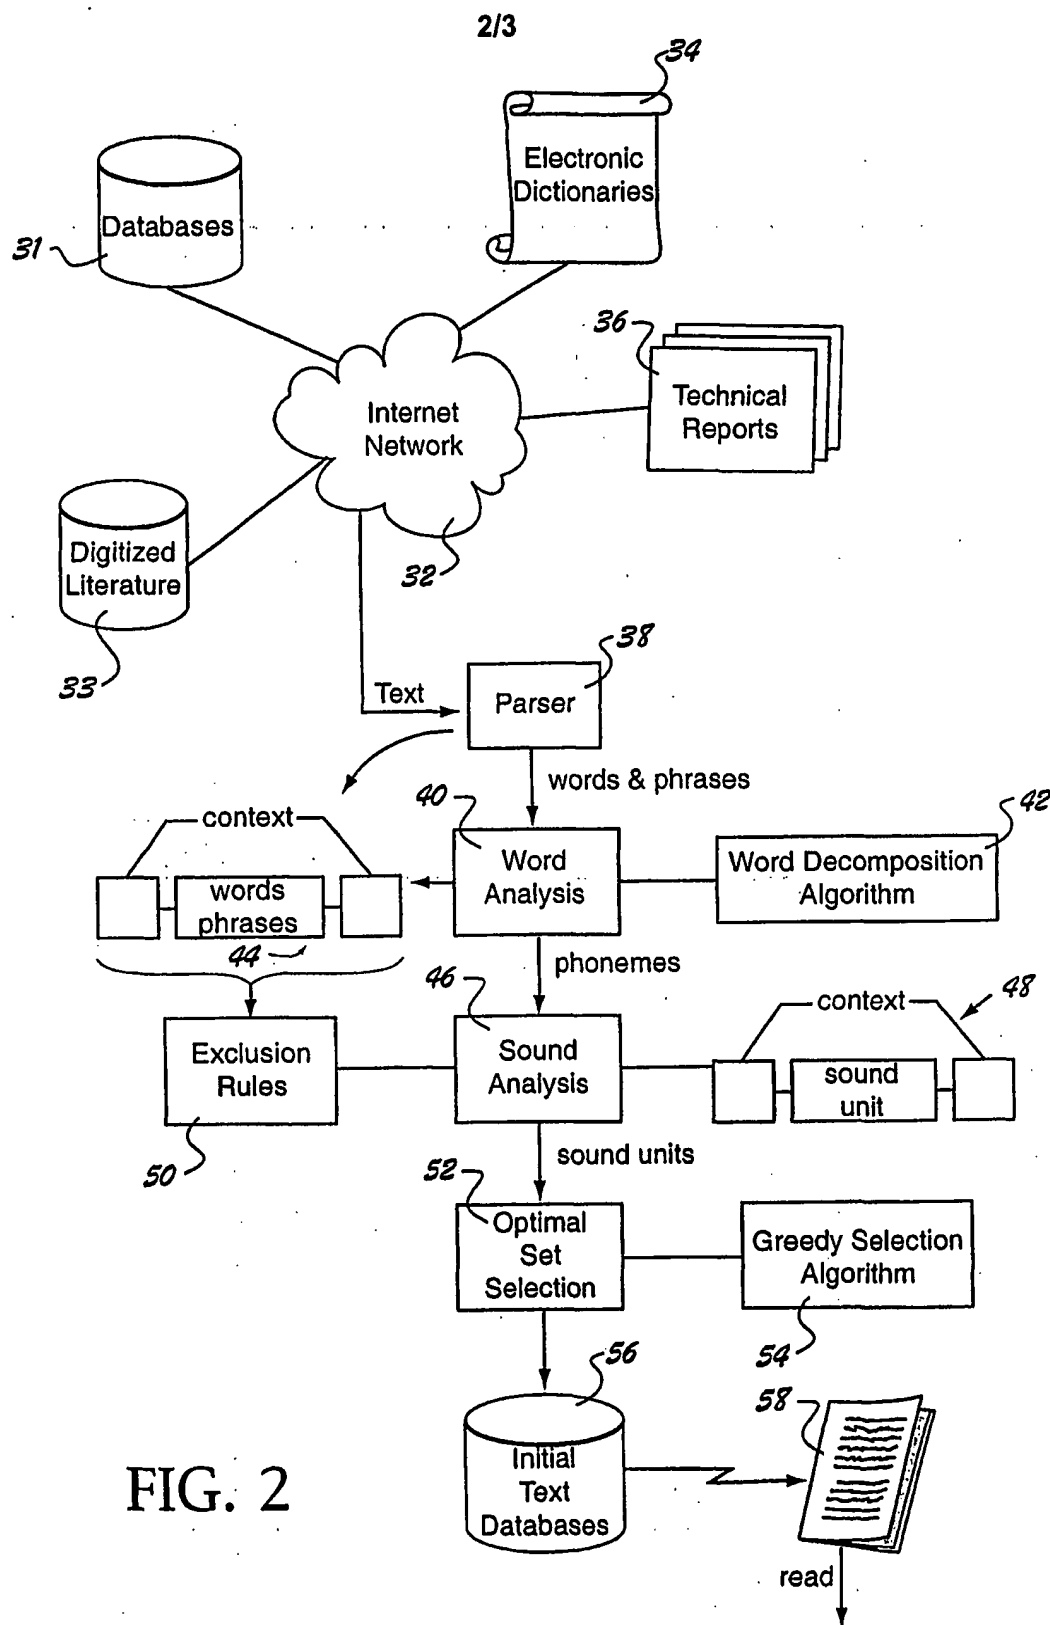 2/3
34
Electronic
Dictionaries
Databases
31
36
Technical
Reports
Internet
Network
32
Digitized
Literature
33
38
Text
Parser
words & phrases
40
42
context
Word
Analysis
Word Decomposition
Algorithm
words
phrases
44
phonemes
46
48
context
Exclusion
Rules
Sound
Analysis
sound
unit
50
sound units
52
Optimal
Set
Selection
Greedy Selection
Algorithm
54
56
58
Initial
Text
Databases
FIG. 2
read